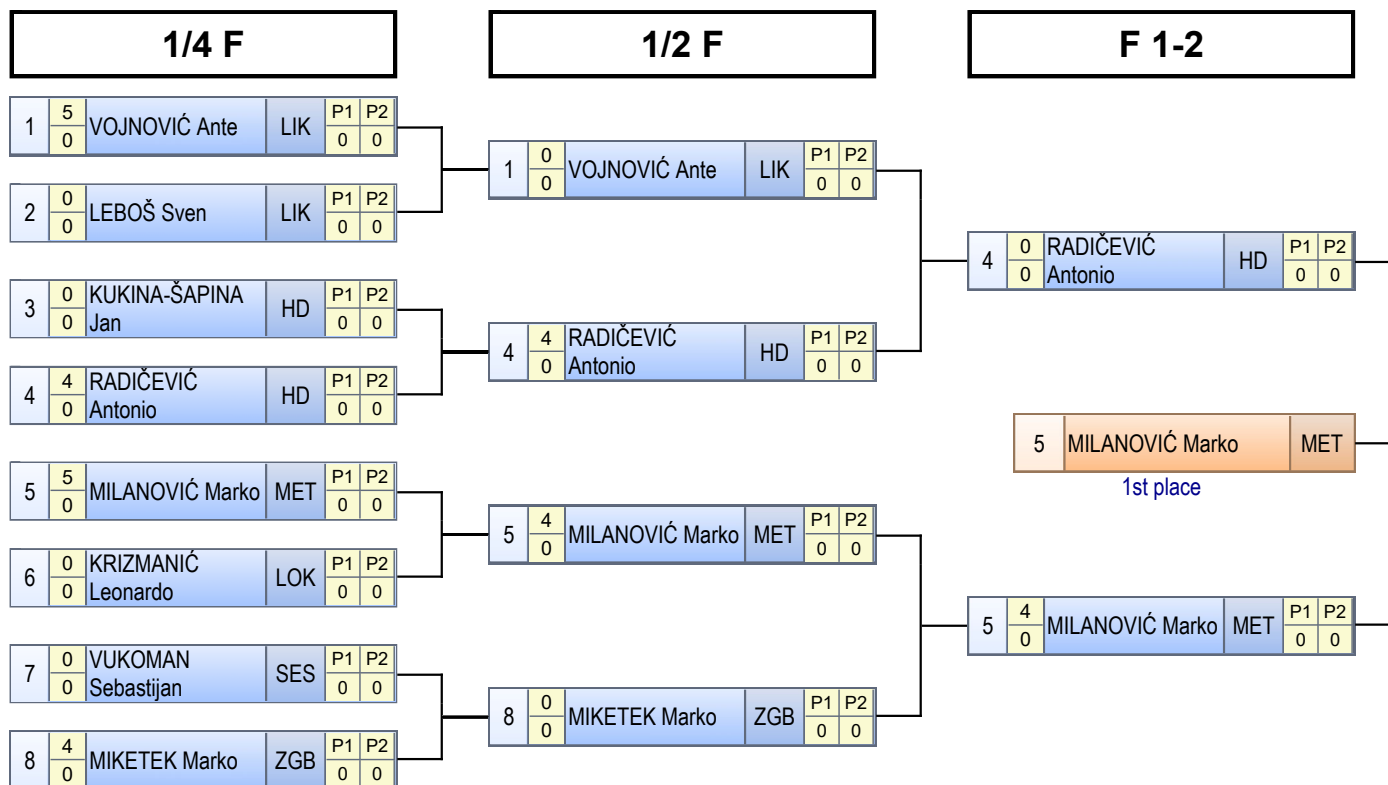 1/4 F
1/2 F
F 1-2
1 5 0 VOJNOVIĆ Ante LIK P1 P2 0 0
2 0 0 LEBOŠ Sven LIK P1 P2 0 0
3 0 0 KUKINA-ŠAPINA Jan HD P1 P2 0 0
4 4 0 RADIČEVIĆ Antonio HD P1 P2 0 0
5 5 0 MILANOVIĆ Marko MET P1 P2 0 0
6 0 0 KRIZMANIĆ Leonardo LOK P1 P2 0 0
7 0 0 VUKOMAN Sebastijan SES P1 P2 0 0
8 4 0 MIKETEK Marko ZGB P1 P2 0 0
1 0 0 VOJNOVIĆ Ante LIK P1 P2 0 0
4 4 0 RADIČEVIĆ Antonio HD P1 P2 0 0
5 4 0 MILANOVIĆ Marko MET P1 P2 0 0
8 0 0 MIKETEK Marko ZGB P1 P2 0 0
4 0 0 RADIČEVIĆ Antonio HD P1 P2 0 0
5 MILANOVIĆ Marko MET
1st place
5 4 0 MILANOVIĆ Marko MET P1 P2 0 0